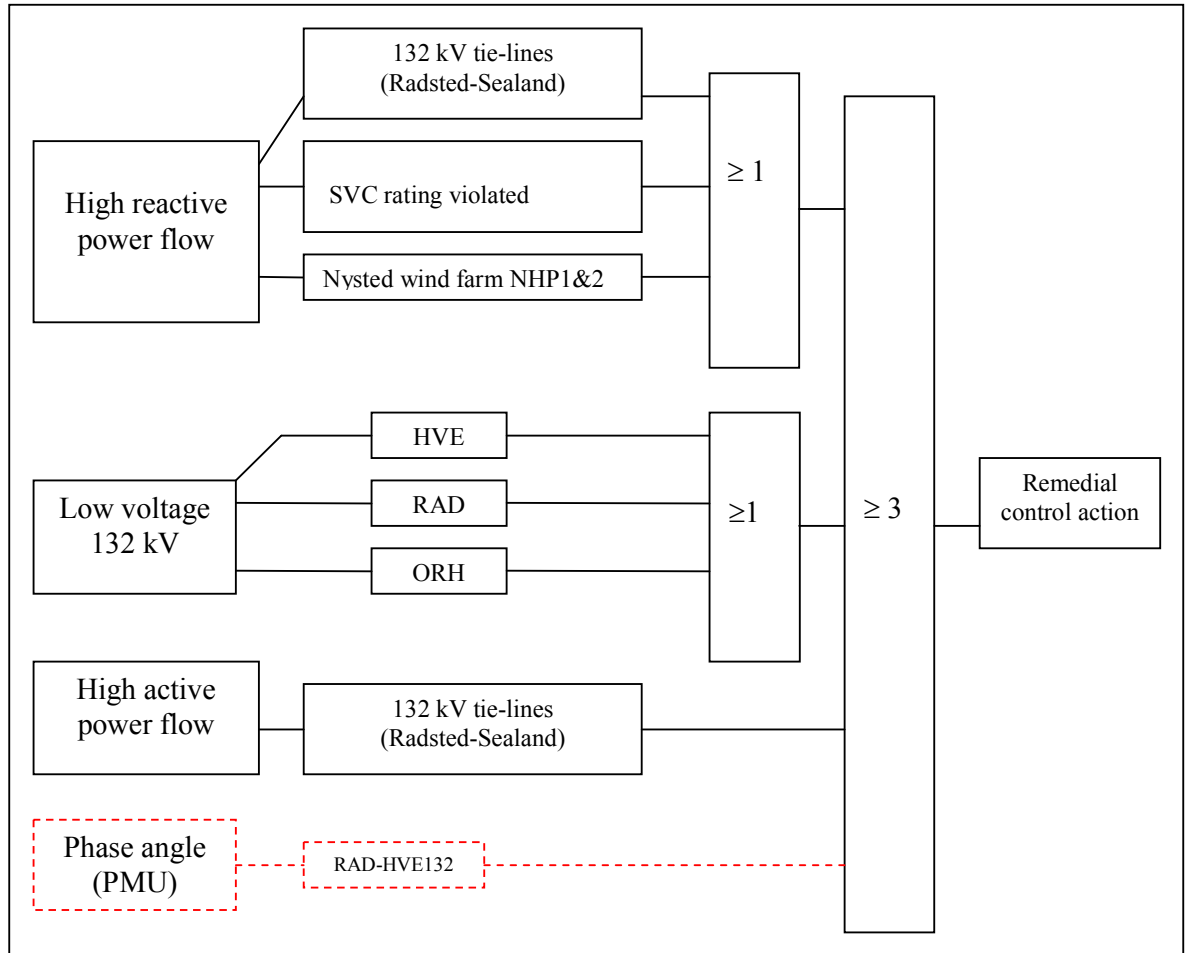 132 kV tie-lines
(Radsted-Sealand)
High reactive
power flow
SVC rating violated
Nysted wind farm NHP1&2
≥ 1
Low voltage
132 kV
HVE
RAD
ORH
≥1
High active
power flow
132 kV tie-lines
(Radsted-Sealand)
Phase angle
(PMU)
RAD-HVE132
≥ 3
Remedial
control action